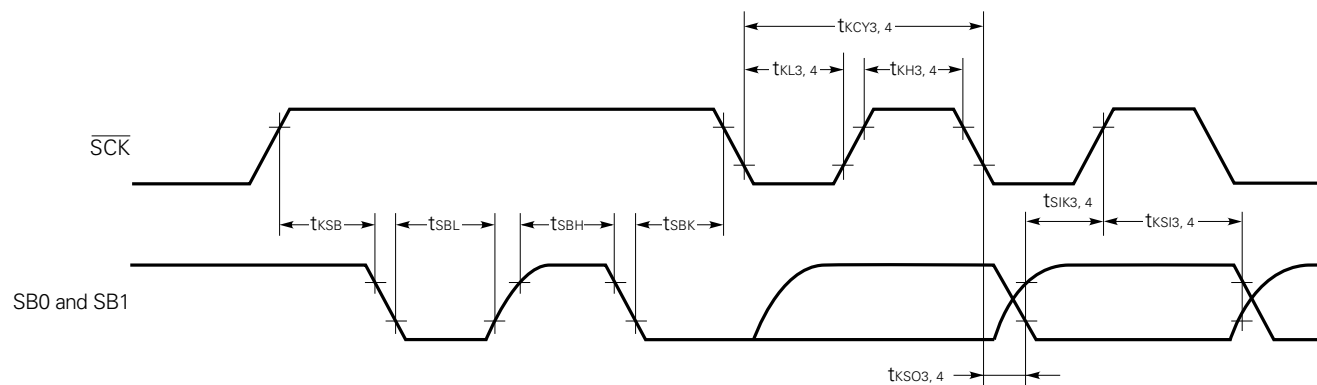 tKCY3, 4
tKL3, 4
tKH3, 4
SCK
tSIK3, 4
tKSB
tSBL
tSBH
tSBK
tKSI3, 4
SB0 and SB1
tKSO3, 4